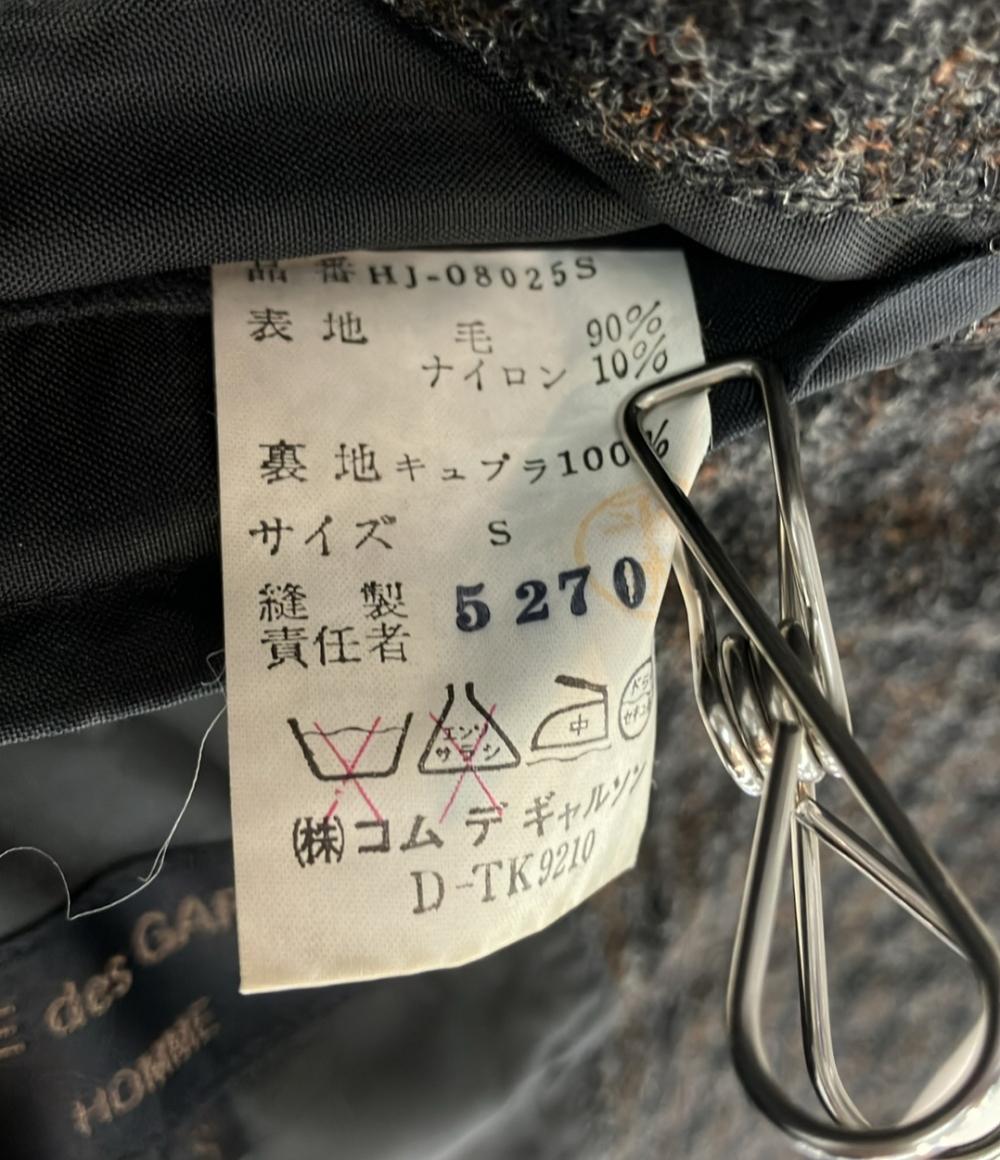 品 番 HJ-08025S
表 地 毛 90%
ナイロン 10%
裏 地 キュプラ 100%
サイズ S
縫 製 5270
責任者
エンソ
サラシ
中
ドライ
㈱コム デ ギャルソン
D-TK9210
des GAR
HOMME